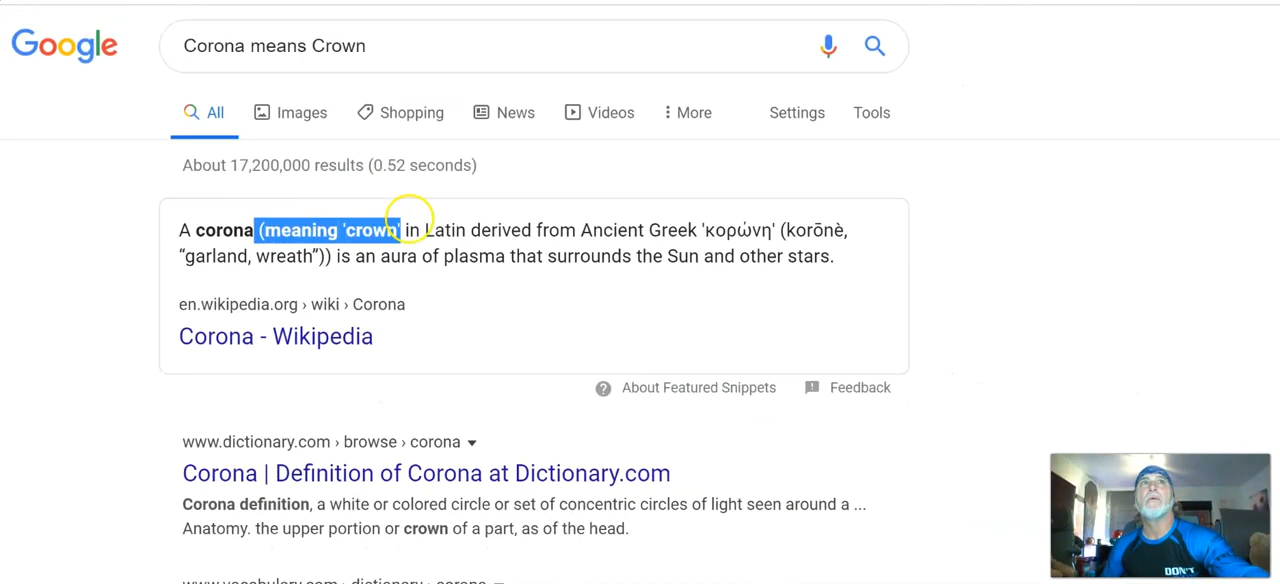 Google
Corona means Crown
All Images Shopping News Videos More Settings Tools
About 17,200,000 results (0.52 seconds)
A corona (meaning 'crown' in Latin derived from Ancient Greek 'κορώνη' (korōnè,
“garland, wreath”)) is an aura of plasma that surrounds the Sun and other stars.
en.wikipedia.org › wiki › Corona
Corona - Wikipedia
About Featured Snippets Feedback
www.dictionary.com › browse › corona
Corona | Definition of Corona at Dictionary.com
Corona definition, a white or colored circle or set of concentric circles of light seen around a ...
Anatomy. the upper portion or crown of a part, as of the head.
www.vocabulary.com › dictionary › corona
DON'T